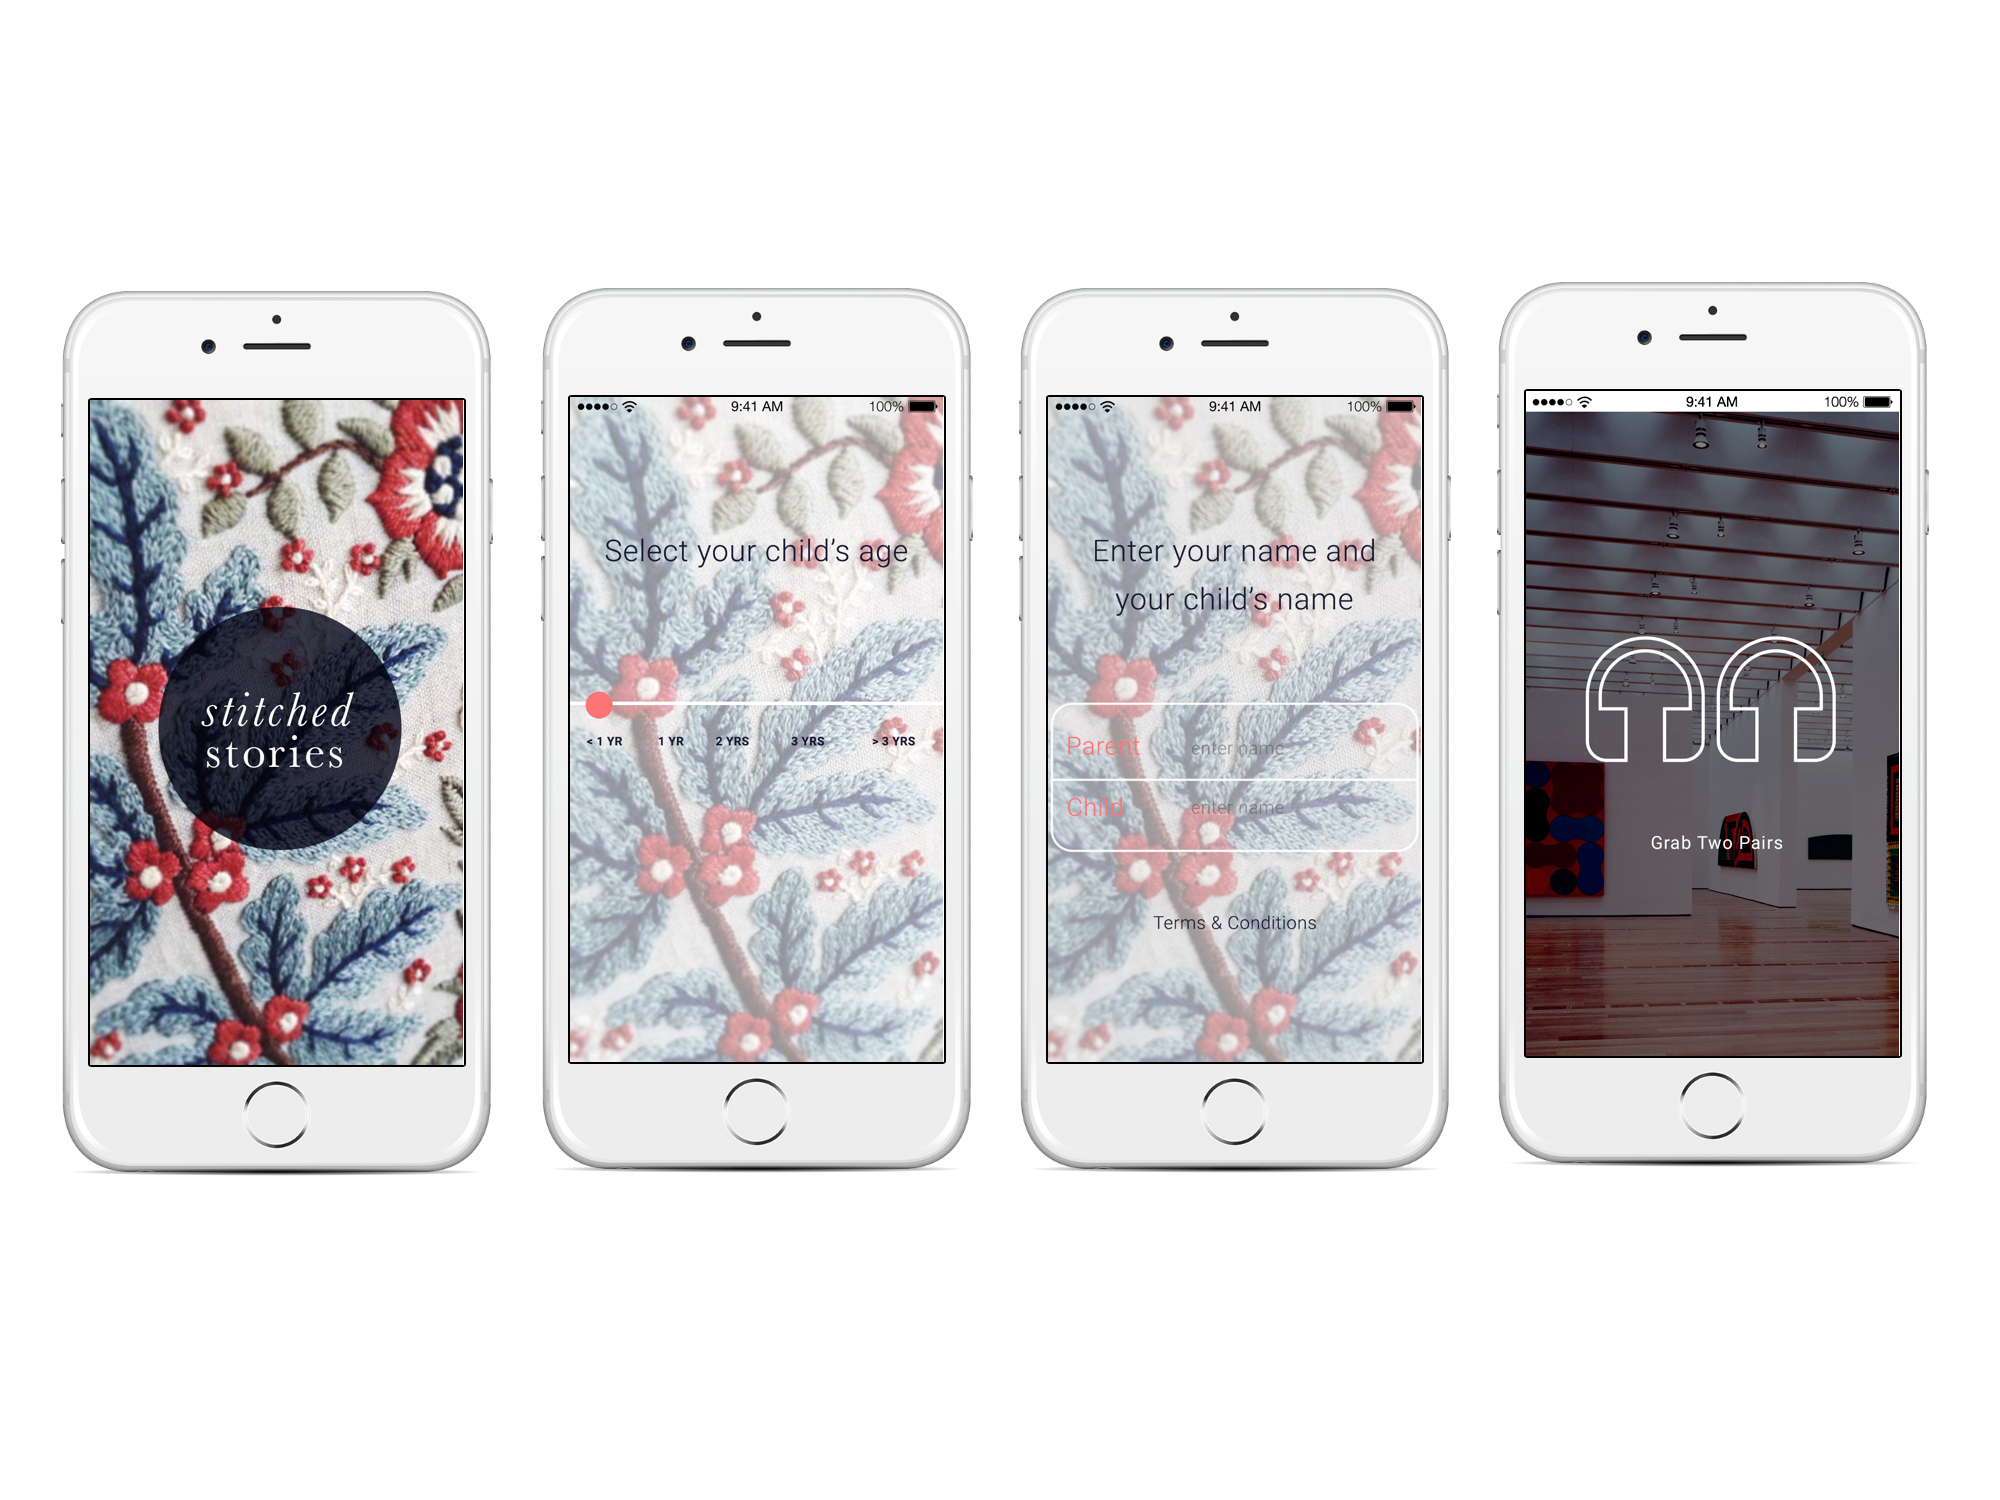 stitched
stories
9:41 AM 100%
Select your child’s age
< 1 YR 1 YR 2 YRS 3 YRS > 3 YRS
9:41 AM 100%
Enter your name and
your child’s name
Parent enter name
Child enter name
Terms & Conditions
9:41 AM 100%
Grab Two Pairs